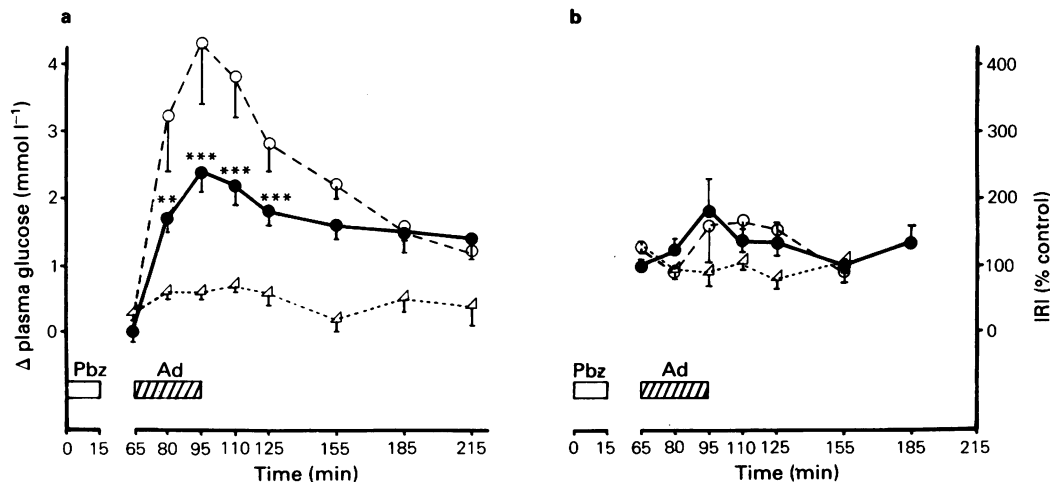 a
b
4
3
2
1
0
Δ plasma glucose (mmol l⁻¹)
**
***
***
***
Pbz
Ad
0 15 65 80 95 110 125 155 185 215
Time (min)
400
300
200
100
0
IRI (% control)
Pbz
Ad
0 15 65 80 95 110 125 155 185 215
Time (min)